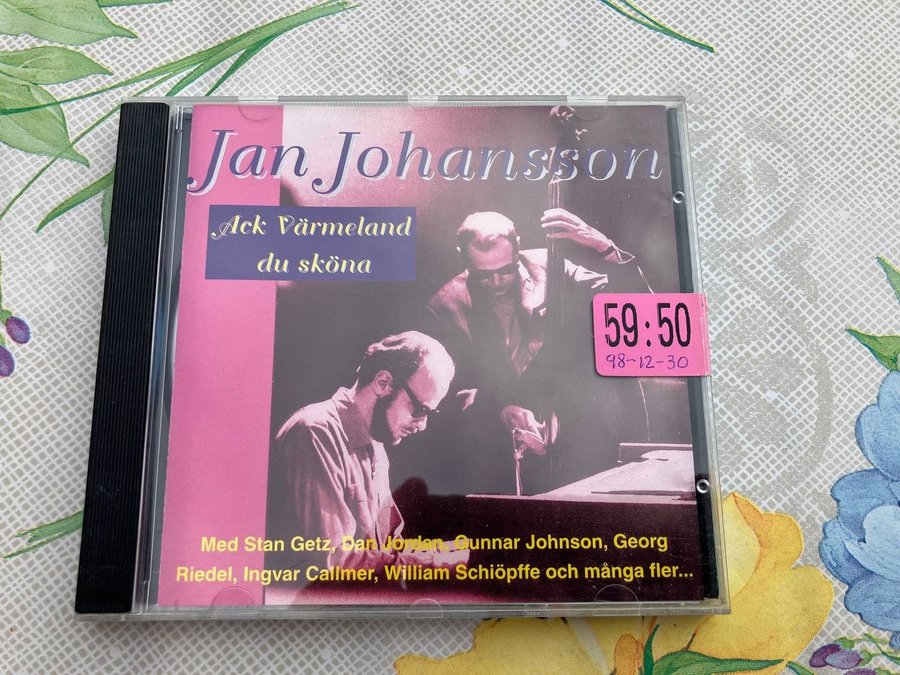 Jan Johansson
Ack Värmeland
du sköna
59:50
98-12-30
Med Stan Getz, Dan Jordan, Gunnar Johnson, Georg
Riedel, Ingvar Callmer, William Schiöpffe och många fler...